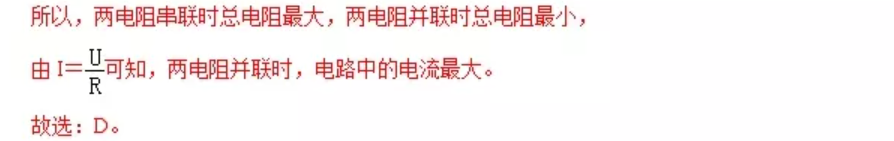 所以，两电阻串联时总电阻最大，两电阻并联时总电阻最小，
由 I=U/R可知，两电阻并联时，电路中的电流最大。
故选：D。